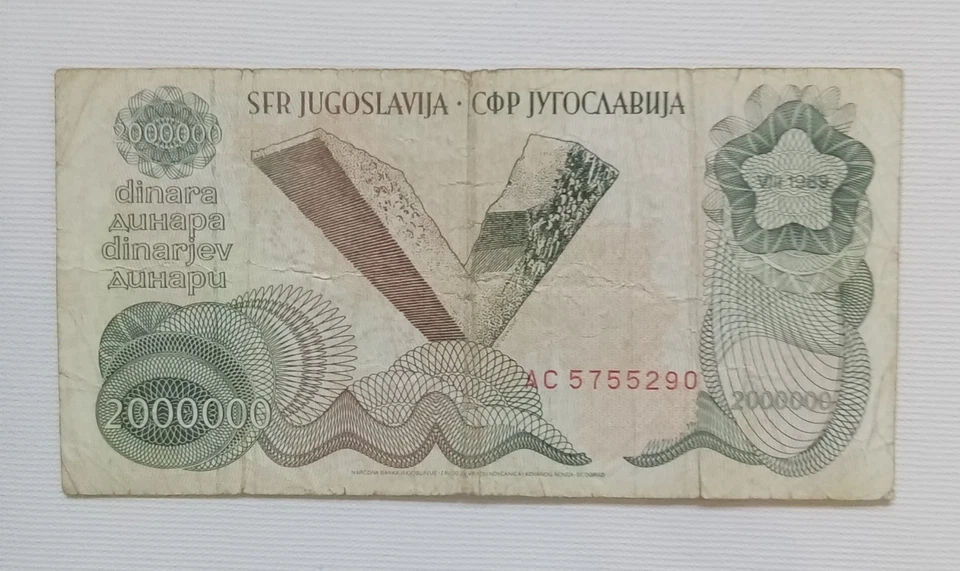 SFR JUGOSLAVIJA · СФР ЈУГОСЛАВИЈА
2000000
dinara
динара
dinarjev
динари
VIII 1989
AC 5755290
2000000
2000000